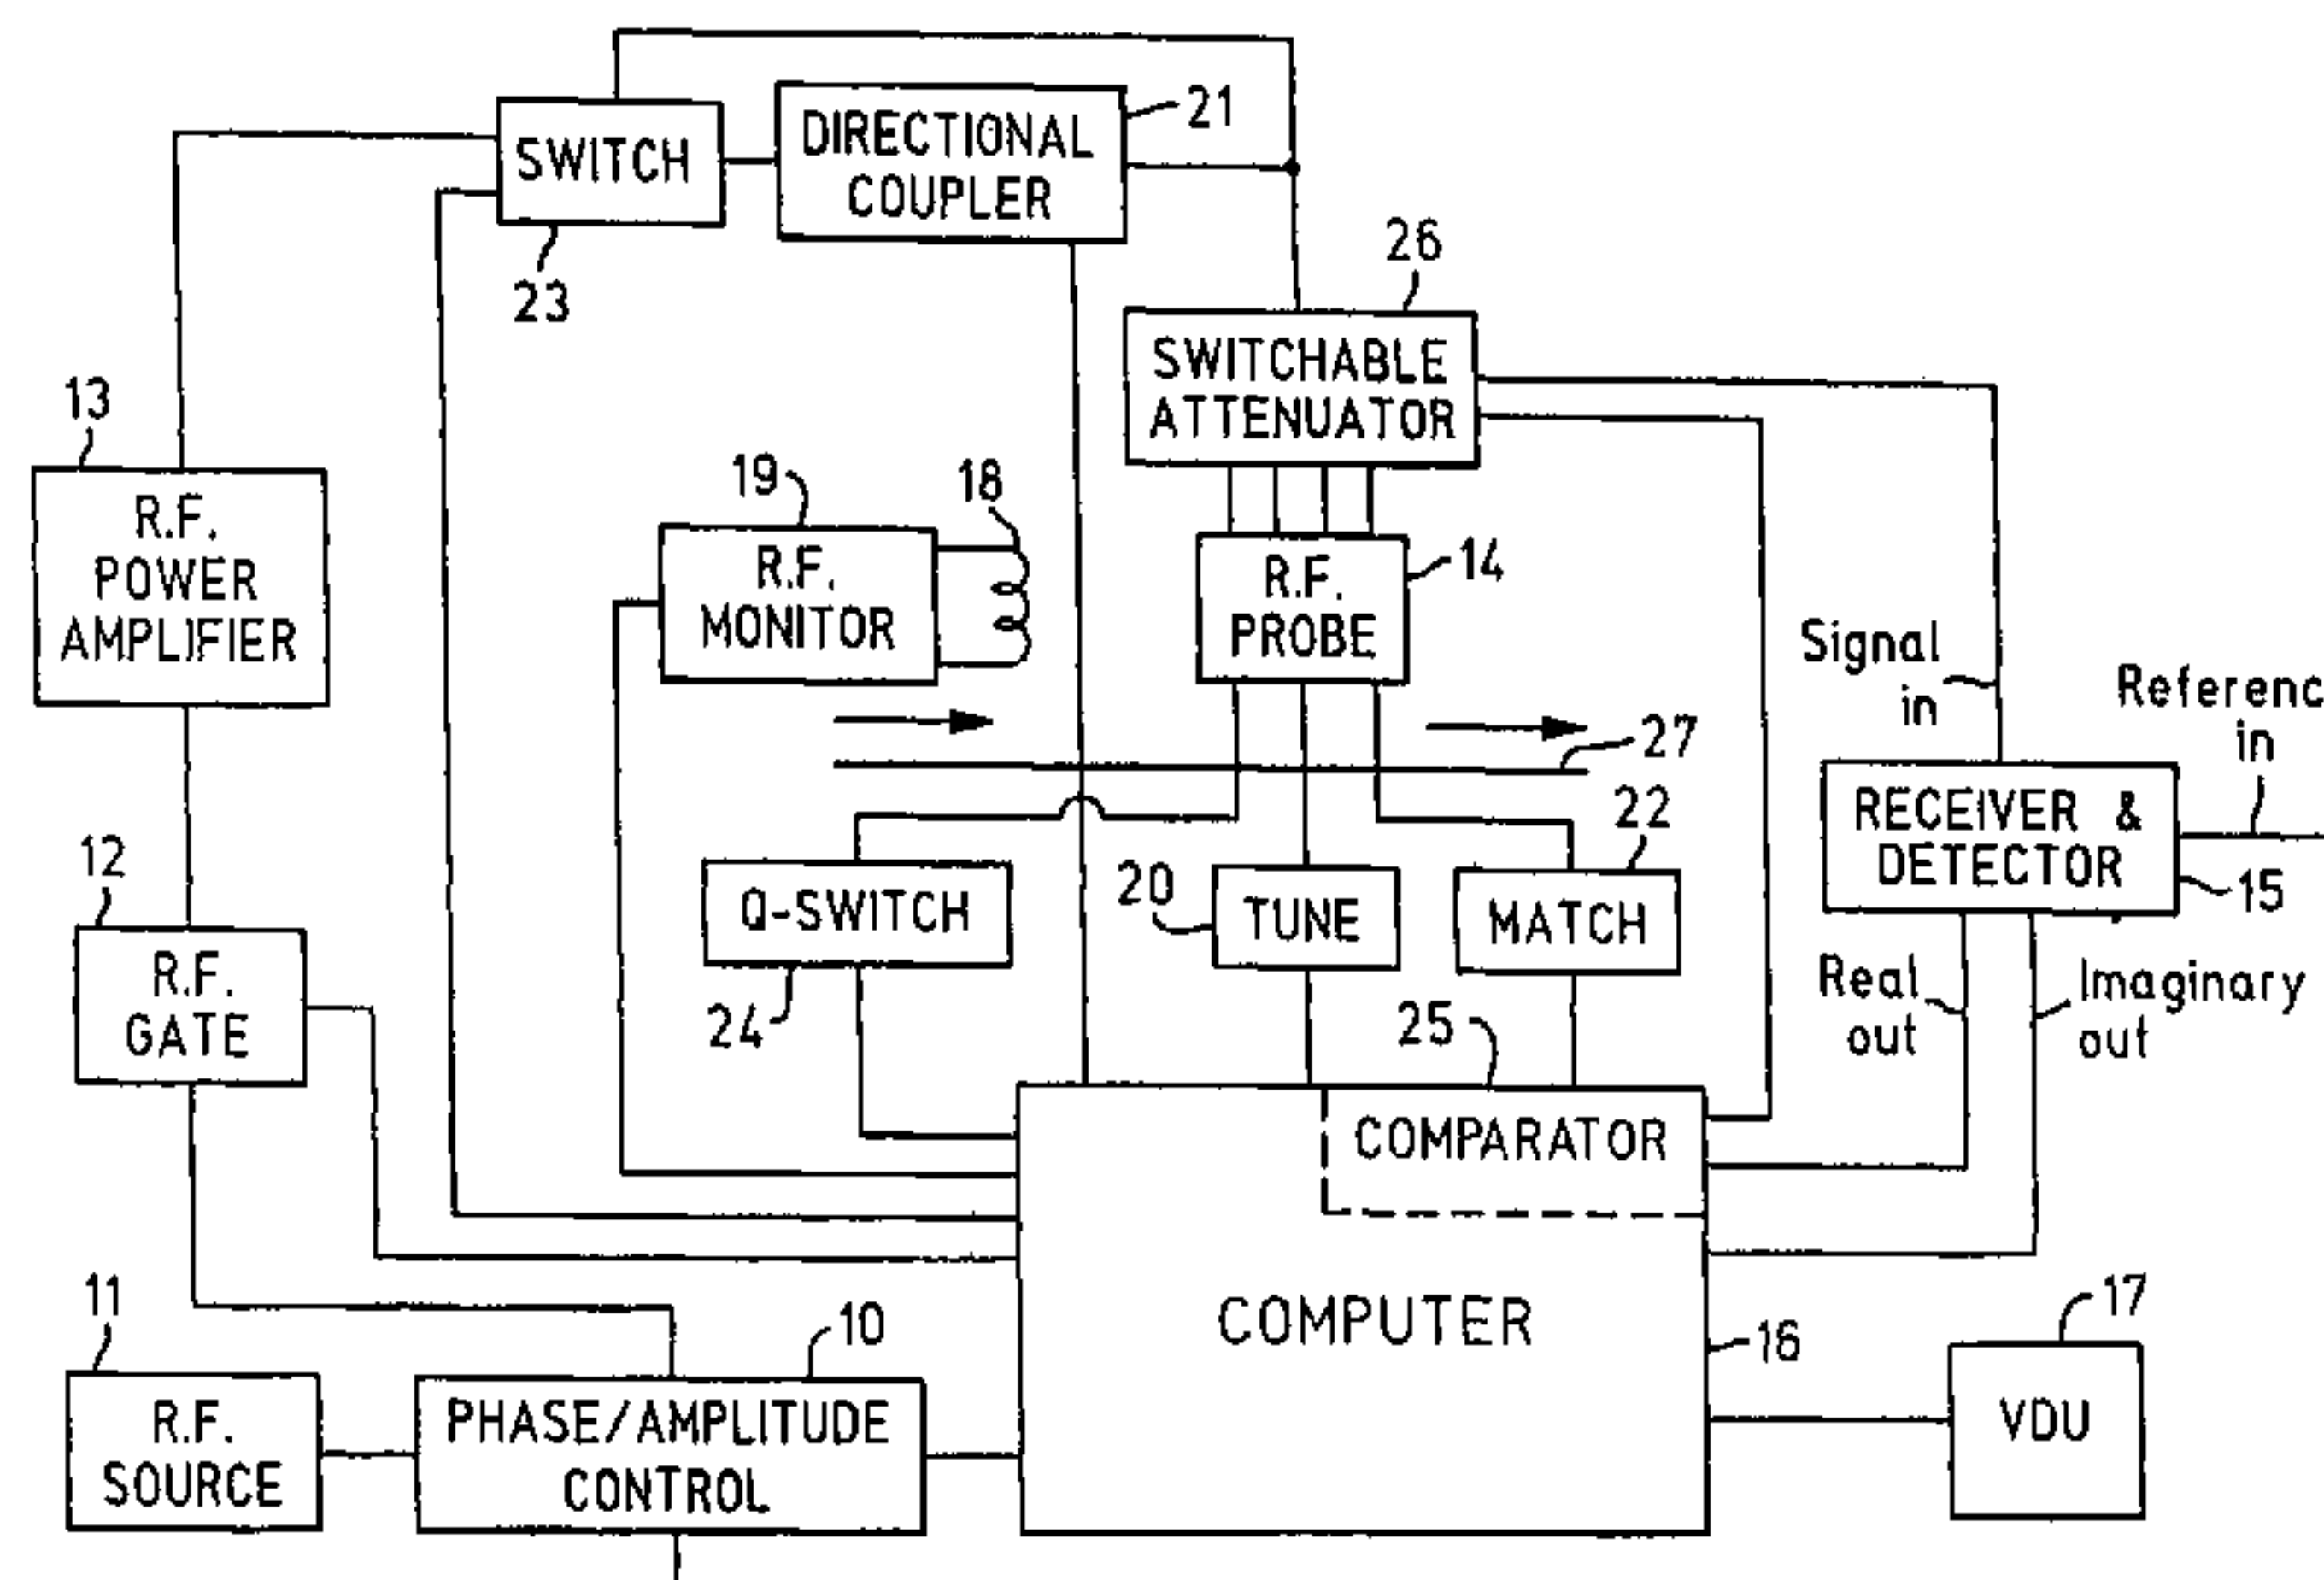 SWITCH
23
DIRECTIONAL
COUPLER
21
26
SWITCHABLE
ATTENUATOR
13
R.F.
POWER
AMPLIFIER
19
R.F.
MONITOR
18
R.F.
PROBE
14
Signal
in
Referenc
in
27
12
R.F.
GATE
Q-SWITCH
24
20
TUNE
22
MATCH
RECEIVER &
DETECTOR
15
Real
out
Imaginary
out
25
COMPARATOR
COMPUTER
16
11
R.F.
SOURCE
10
PHASE/AMPLITUDE
CONTROL
17
VDU